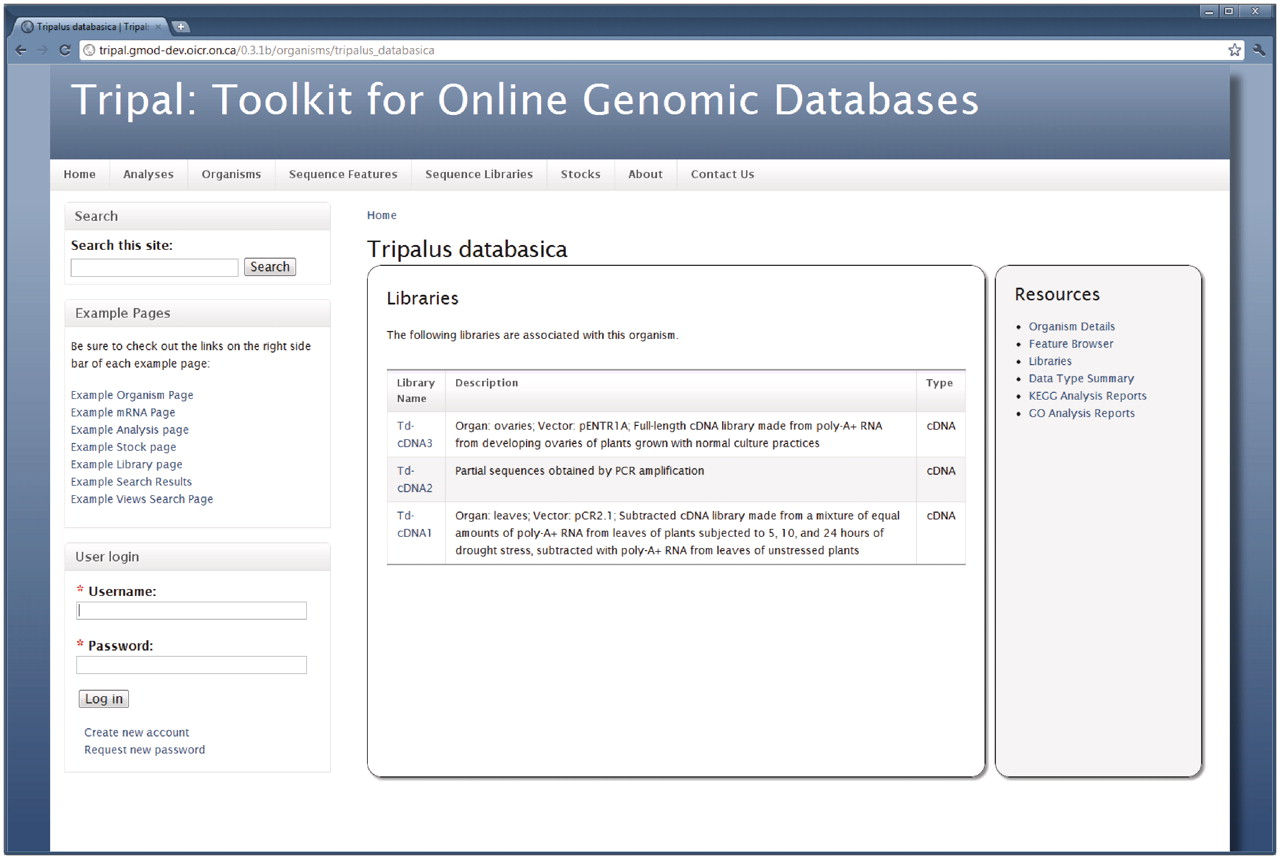 Tripalus databasica | Tripal:
tripal.gmod-dev.oicr.on.ca/0.3.1b/organisms/tripalus_databasica
Tripal: Toolkit for Online Genomic Databases
Home Analyses Organisms Sequence Features Sequence Libraries Stocks About Contact Us
Search
Search this site:
Search
Example Pages
Be sure to check out the links on the right side
bar of each example page:
Example Organism Page
Example mRNA Page
Example Analysis page
Example Stock page
Example Library page
Example Search Results
Example Views Search Page
User login
* Username:
* Password:
Log in
Create new account
Request new password
Home
Tripalus databasica
Libraries
The following libraries are associated with this organism.
Library
Name
Description
Type
Td-
cDNA3
Organ: ovaries; Vector: pENTR1A; Full-length cDNA library made from poly-A+ RNA
from developing ovaries of plants grown with normal culture practices
cDNA
Td-
cDNA2
Partial sequences obtained by PCR amplification
cDNA
Td-
cDNA1
Organ: leaves; Vector: pCR2.1; Subtracted cDNA library made from a mixture of equal
amounts of poly-A+ RNA from leaves of plants subjected to 5, 10, and 24 hours of
drought stress, subtracted with poly-A+ RNA from leaves of unstressed plants
cDNA
Resources
Organism Details
Feature Browser
Libraries
Data Type Summary
KEGG Analysis Reports
GO Analysis Reports